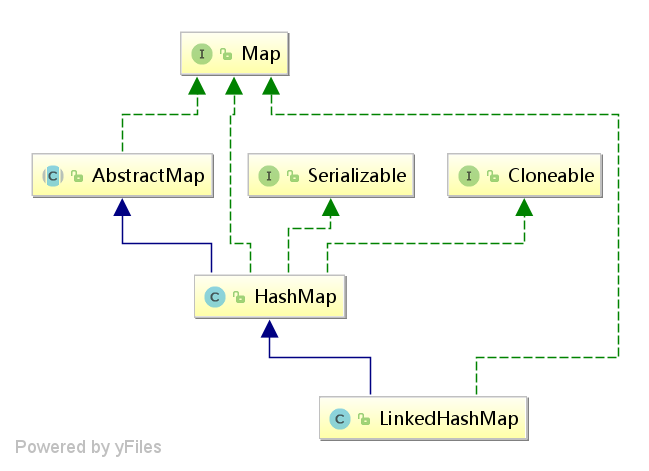 I Map
C AbstractMap
I Serializable
I Cloneable
C HashMap
C LinkedHashMap
Powered by yFiles